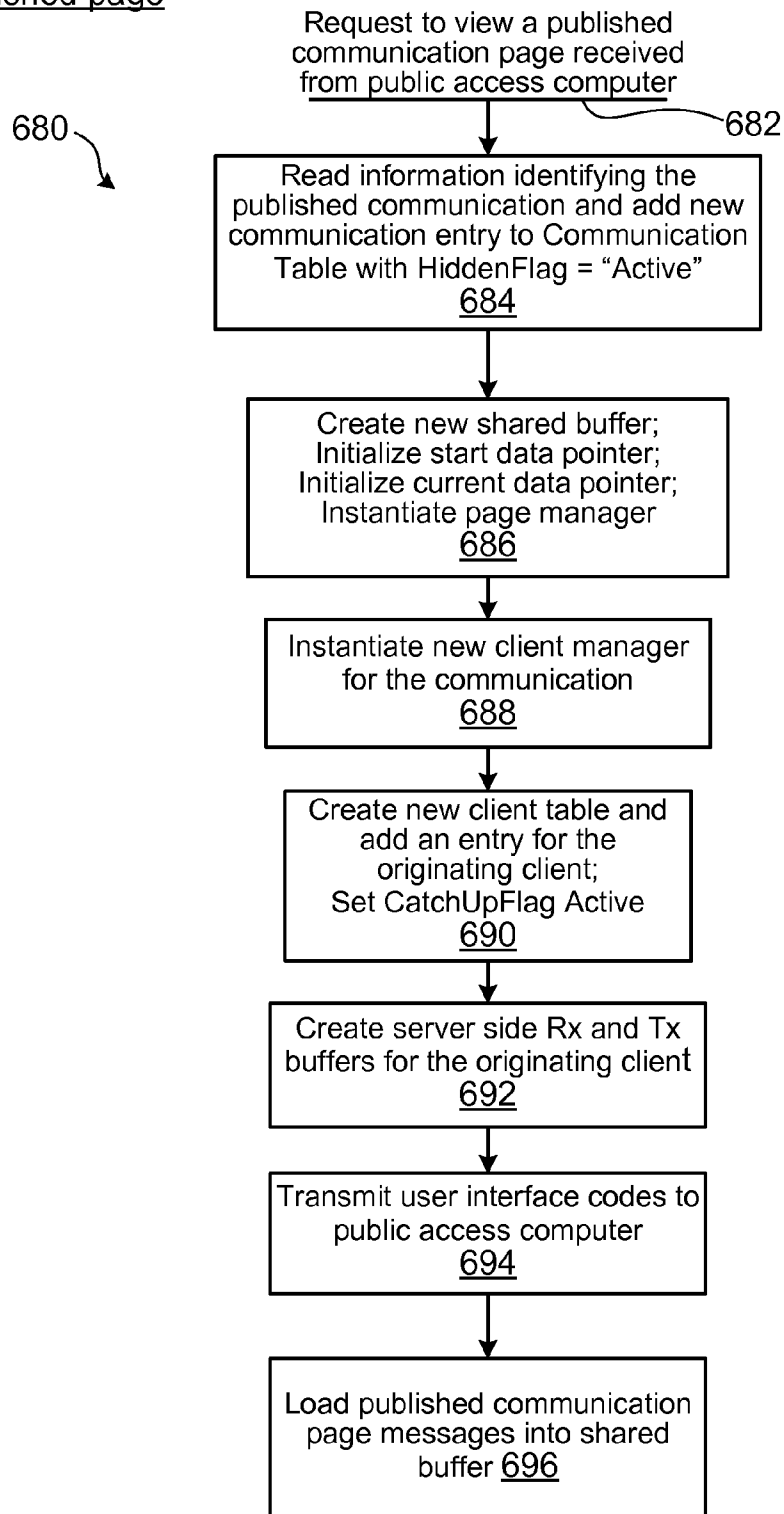 page
Request to view a published
communication page received
from public access computer
680
682
Read information identifying the
published communication and add new
communication entry to Communication
Table with HiddenFlag = “Active”
684
Create new shared buffer;
Initialize start data pointer;
Initialize current data pointer;
Instantiate page manager
686
Instantiate new client manager
for the communication
688
Create new client table and
add an entry for the
originating client;
Set CatchUpFlag Active
690
Create server side Rx and Tx
buffers for the originating client
692
Transmit user interface codes to
public access computer
694
Load published communication
page messages into shared
buffer 696